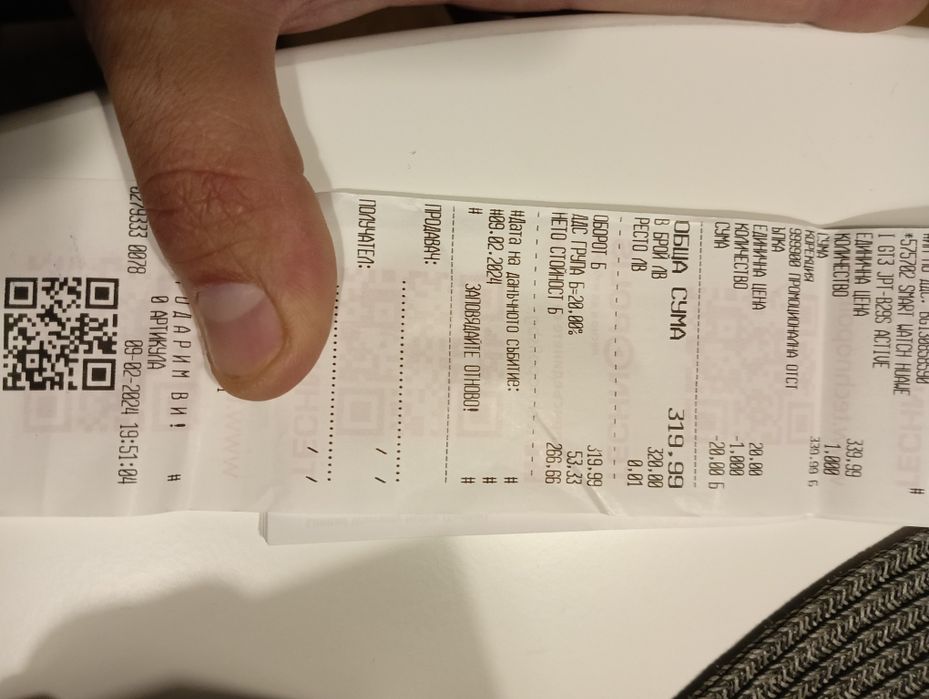 #575702 SMART WATCH HUAWE
I GT3 JPT-B29S ACTIVE
#
ЕДИНИЧНА ЦЕНА 339.99
КОЛИЧЕСТВО 1.000
СУМА 339.99 Б
КОРЕКЦИЯ
999900 ПРОМОЦИОНАЛНА ОТСТ
ЪПКА
ЕДИНИЧНА ЦЕНА 20.00
КОЛИЧЕСТВО -1.000
СУМА -20.00 Б
ОБЩА СУМА 319.99
В БРОЙ ЛВ 320.00
РЕСТО ЛВ 0.01
ОБОРОТ Б 319.99
ДДС ГРУПА Б=20.00% 53.33
НЕТО СТОЙНОСТ Б 266.66
#Дата на данъчното събитие: #
#09.02.2024 #
# ЗАПОВЯДАЙТЕ ОТНОВО! #
ПРОДАВАЧ:
/ /
ПОЛУЧАТЕЛ:
/ /
ВИ! #
0 АРТИКУЛА
0279333 0078 09-02-2024 19:51:04